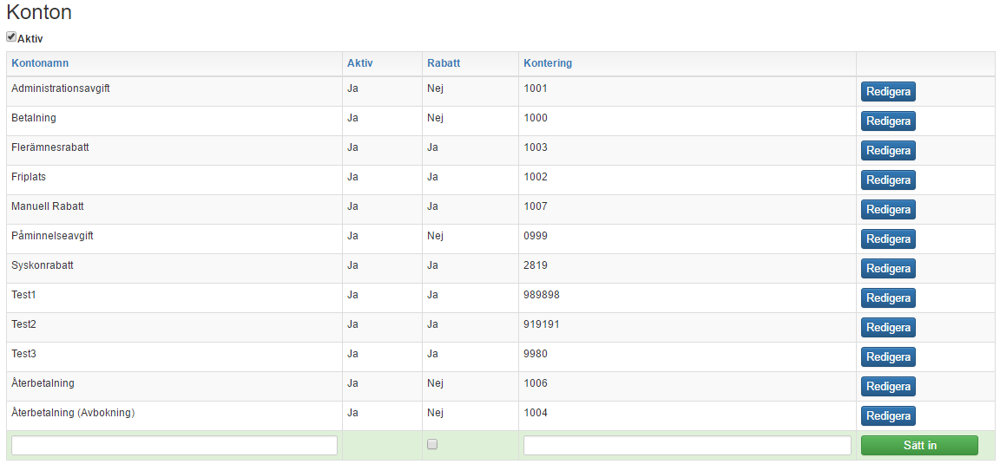 Konton
Aktiv
Kontonamn Aktiv Rabatt Kontering
Administrationsavgift Ja Nej 1001 Redigera
Betalning Ja Nej 1000 Redigera
Flerämnesrabatt Ja Ja 1003 Redigera
Friplats Ja Ja 1002 Redigera
Manuell Rabatt Ja Ja 1007 Redigera
Påminnelseavgift Ja Nej 0999 Redigera
Syskonrabatt Ja Ja 2819 Redigera
Test1 Ja Ja 989898 Redigera
Test2 Ja Ja 919191 Redigera
Test3 Ja Ja 9980 Redigera
Återbetalning Ja Nej 1006 Redigera
Återbetalning (Avbokning) Ja Nej 1004 Redigera
Sätt in